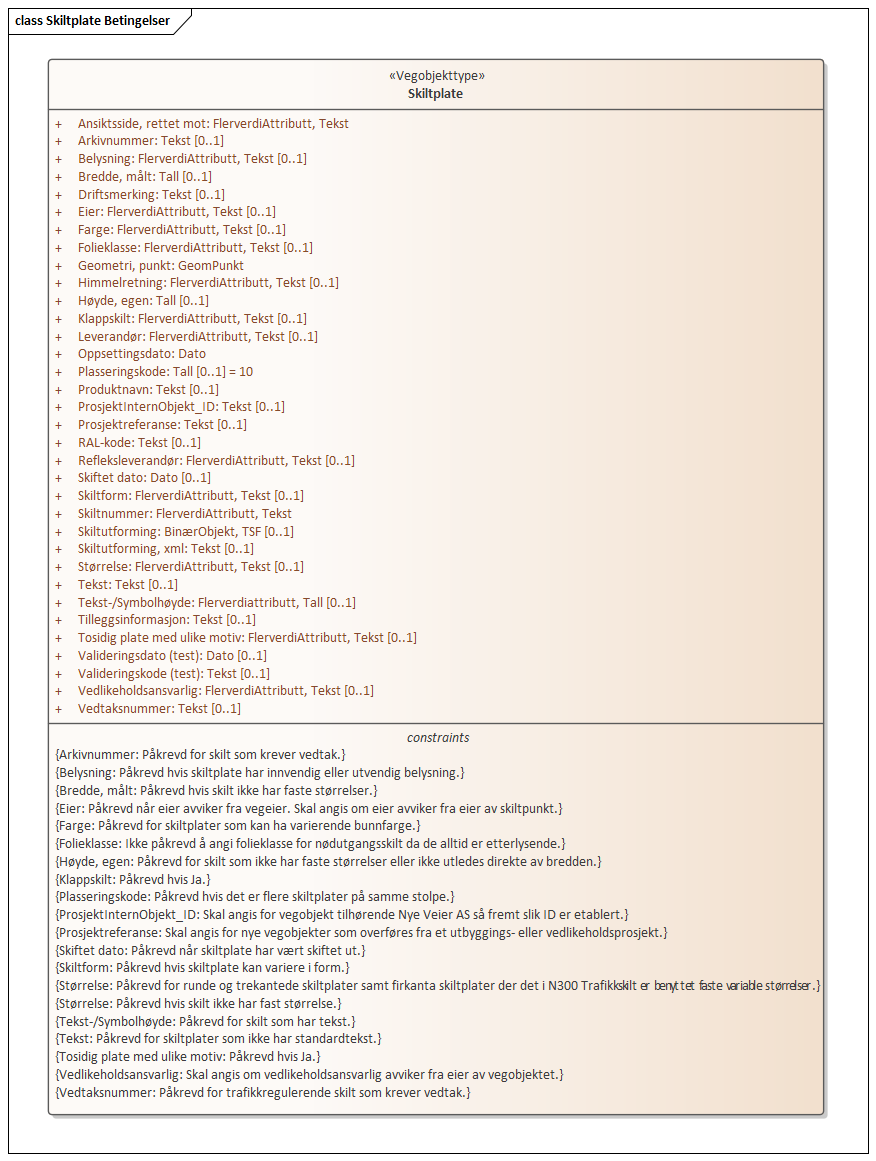 class Skiltplate Betingelser
«Vegobjekttype»
Skiltplate
+ Ansiktsside, rettet mot: FlerverdiAttributt, Tekst
+ Arkivnummer: Tekst [0..1]
+ Belysning: FlerverdiAttributt, Tekst [0..1]
+ Bredde, målt: Tall [0..1]
+ Driftsmerking: Tekst [0..1]
+ Eier: FlerverdiAttributt, Tekst [0..1]
+ Farge: FlerverdiAttributt, Tekst [0..1]
+ Folieklasse: FlerverdiAttributt, Tekst [0..1]
+ Geometri, punkt: GeomPunkt
+ Himmelretning: FlerverdiAttributt, Tekst [0..1]
+ Høyde, egen: Tall [0..1]
+ Klappskilt: FlerverdiAttributt, Tekst [0..1]
+ Leverandør: FlerverdiAttributt, Tekst [0..1]
+ Oppsettingsdato: Dato
+ Plasseringskode: Tall [0..1] = 10
+ Produktnavn: Tekst [0..1]
+ ProsjektInternObjekt_ID: Tekst [0..1]
+ Prosjektreferanse: Tekst [0..1]
+ RAL-kode: Tekst [0..1]
+ Refleksleverandør: FlerverdiAttributt, Tekst [0..1]
+ Skiftet dato: Dato [0..1]
+ Skiltform: FlerverdiAttributt, Tekst [0..1]
+ Skiltnummer: FlerverdiAttributt, Tekst
+ Skiltutforming: BinærObjekt, TSF [0..1]
+ Skiltutforming, xml: Tekst [0..1]
+ Størrelse: FlerverdiAttributt, Tekst [0..1]
+ Tekst: Tekst [0..1]
+ Tekst-/Symbolhøyde: Flerverdiattributt, Tall [0..1]
+ Tilleggsinformasjon: Tekst [0..1]
+ Tosidig plate med ulike motiv: FlerverdiAttributt, Tekst [0..1]
+ Valideringsdato (test): Dato [0..1]
+ Valideringskode (test): Tekst [0..1]
+ Vedlikeholdsansvarlig: FlerverdiAttributt, Tekst [0..1]
+ Vedtaksnummer: Tekst [0..1]
constraints
{Arkivnummer: Påkrevd for skilt som krever vedtak.}
{Belysning: Påkrevd hvis skiltplate har innvendig eller utvendig belysning.}
{Bredde, målt: Påkrevd hvis skilt ikke har faste størrelser.}
{Eier: Påkrevd når eier avviker fra vegeier. Skal angis om eier avviker fra eier av skiltpunkt.}
{Farge: Påkrevd for skiltplater som kan ha varierende bunnfarge.}
{Folieklasse: Ikke påkrevd å angi folieklasse for nødutgangsskilt da de alltid er etterlysende.}
{Høyde, egen: Påkrevd for skilt som ikke har faste størrelser eller ikke utledes direkte av bredden.}
{Klappskilt: Påkrevd hvis Ja.}
{Plasseringskode: Påkrevd hvis det er flere skiltplater på samme stolpe.}
{ProsjektInternObjekt_ID: Skal angis for vegobjekt tilhørende Nye Veier AS så fremt slik ID er etablert.}
{Prosjektreferanse: Skal angis for nye vegobjekter som overføres fra et utbyggings- eller vedlikeholdsprosjekt.}
{Skiftet dato: Påkrevd når skiltplate har vært skiftet ut.}
{Skiltform: Påkrevd hvis skiltplate kan variere i form.}
{Størrelse: Påkrevd for runde og trekantede skiltplater samt firkanta skiltplater der det i N300 Trafikkskilt er benyttet faste variable størrelser.}
{Størrelse: Påkrevd hvis skilt ikke har fast størrelse.}
{Tekst-/Symbolhøyde: Påkrevd for skilt som har tekst.}
{Tekst: Påkrevd for skiltplater som ikke har standardtekst.}
{Tosidig plate med ulike motiv: Påkrevd hvis Ja.}
{Vedlikeholdsansvarlig: Skal angis om vedlikeholdsansvarlig avviker fra eier av vegobjektet.}
{Vedtaksnummer: Påkrevd for trafikkregulerende skilt som krever vedtak.}